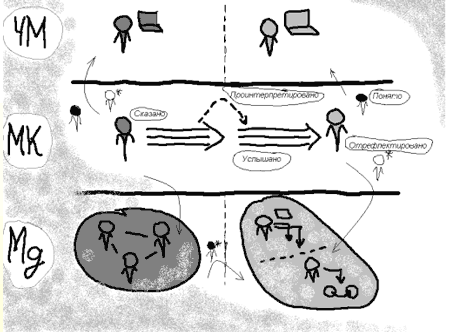 ЧМ
Проинтерпретировано
Понято
Сказано
МК
Отрефлектировано
Услышано
Мд